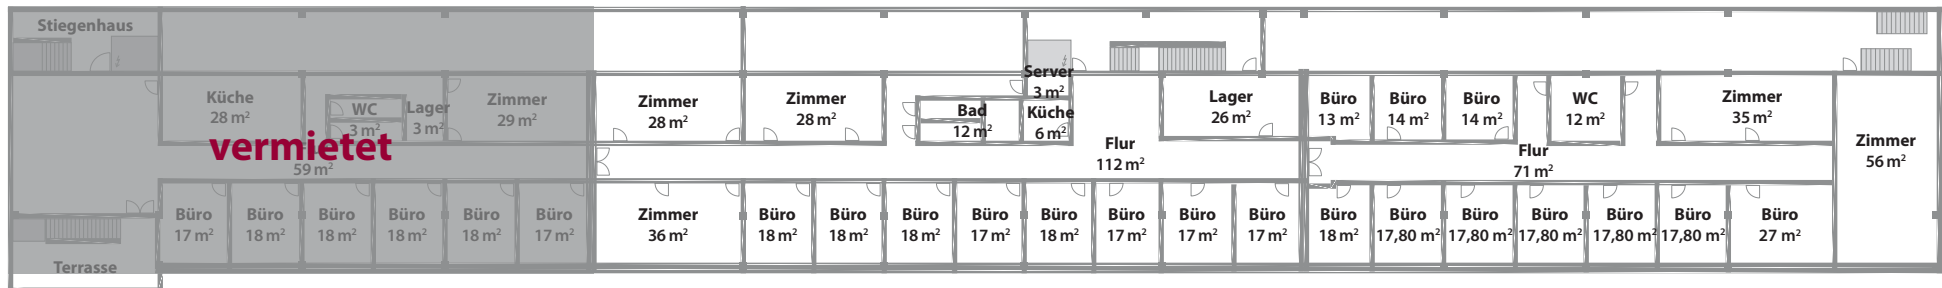 Stiegenhaus
Küche
28 m²
WC
3 m²
Lager
3 m²
Zimmer
29 m²
vermietet
59 m²
Büro
17 m²
Büro
18 m²
Büro
18 m²
Büro
18 m²
Büro
18 m²
Büro
17 m²
Terrasse
Zimmer
28 m²
Zimmer
28 m²
Bad
12 m²
Server
3 m²
Küche
6 m²
Lager
26 m²
Flur
112 m²
Zimmer
36 m²
Büro
18 m²
Büro
18 m²
Büro
18 m²
Büro
17 m²
Büro
18 m²
Büro
17 m²
Büro
17 m²
Büro
17 m²
Büro
13 m²
Büro
14 m²
Büro
14 m²
WC
12 m²
Zimmer
35 m²
Zimmer
56 m²
Flur
71 m²
Büro
18 m²
Büro
17,80 m²
Büro
17,80 m²
Büro
17,80 m²
Büro
17,80 m²
Büro
17,80 m²
Büro
27 m²